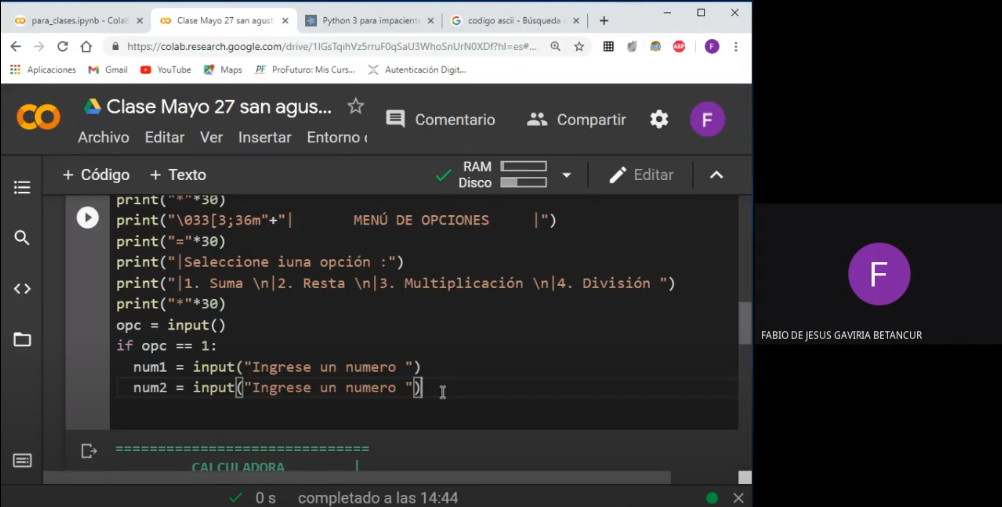 para_clases.ipynb - Colab
Clase Mayo 27 san agust
Python 3 para impaciente
codigo ascii - Búsqueda
https://colab.research.google.com/drive/1IGsTqihVz5rruF0qSaU3WhoSnUrN0XDf?hl=es#...
F
Aplicaciones
Gmail
YouTube
Maps
PF ProFuturo: Mis Curs...
Autenticación Digit...
CO
Clase Mayo 27 san agus...
Comentario
Compartir
F
Archivo Editar Ver Insertar Entorno
+ Código + Texto
RAM
Disco
Editar
print("*"*30)
print("\033[3;36m"+"| MENÚ DE OPCIONES |")
print("="*30)
print("|Seleccione iuna opción :")
print("|1. Suma \n|2. Resta \n|3. Multiplicación \n|4. División ")
print("*"*30)
opc = input()
if opc == 1:
num1 = input("Ingrese un numero ")
num2 = input("Ingrese un numero ")
==============================
CALCULADORA |
0 s completado a las 14:44
F
FABIO DE JESUS GAVIRIA BETANCUR